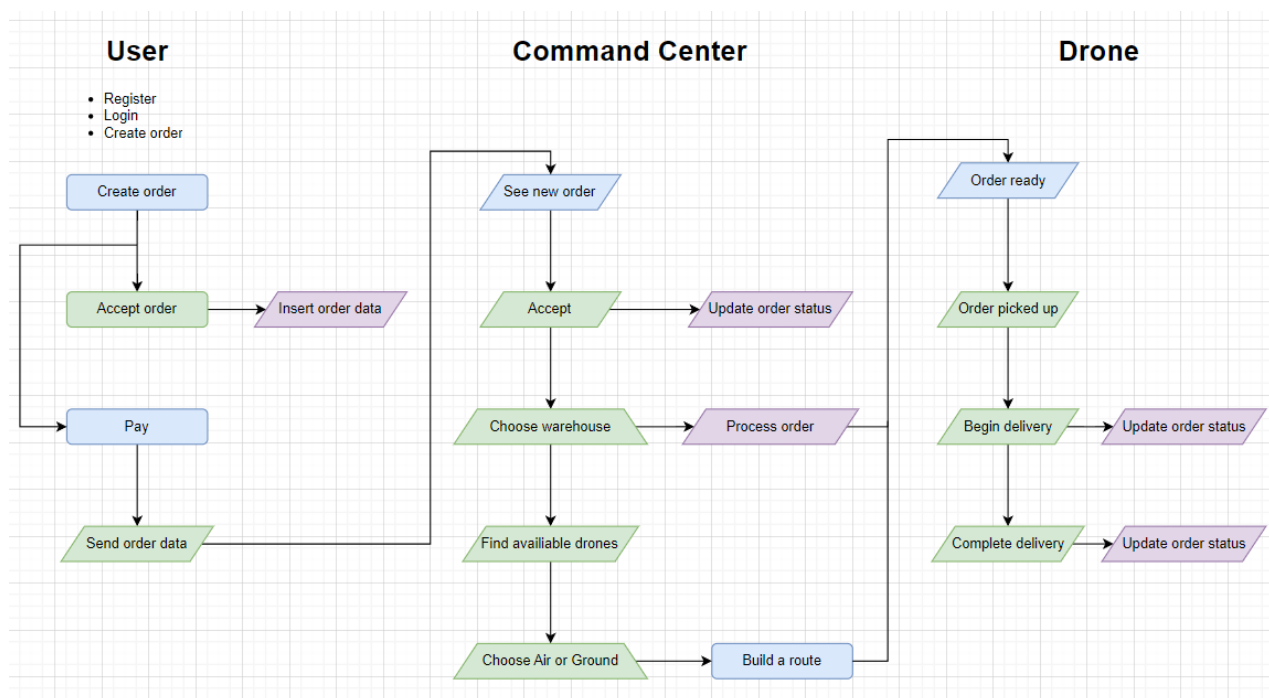 User
Command Center
Drone
Register
Login
Create order
Create order
See new order
Order ready
Accept order
Insert order data
Accept
Update order status
Order picked up
Pay
Choose warehouse
Process order
Begin delivery
Update order status
Send order data
Find availiable drones
Complete delivery
Update order status
Choose Air or Ground
Build a route